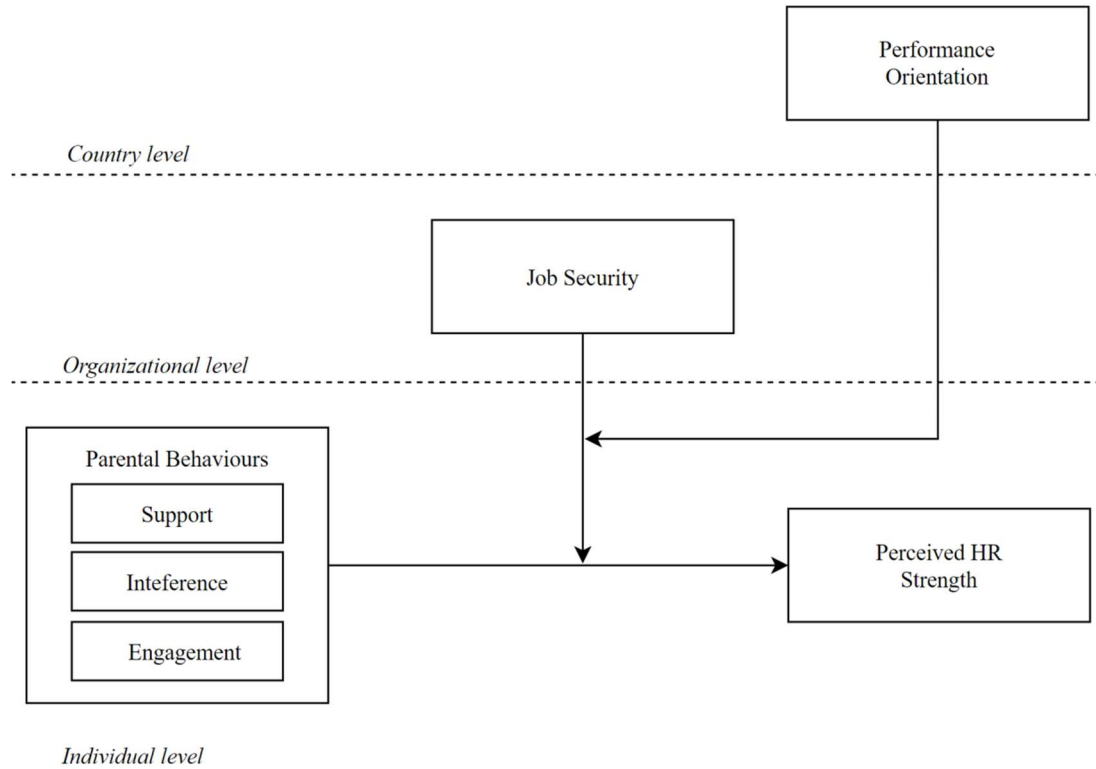 Performance
Orientation
Country level
Job Security
Organizational level
Parental Behaviours
Support
Inteference
Engagement
Perceived HR
Strength
Individual level